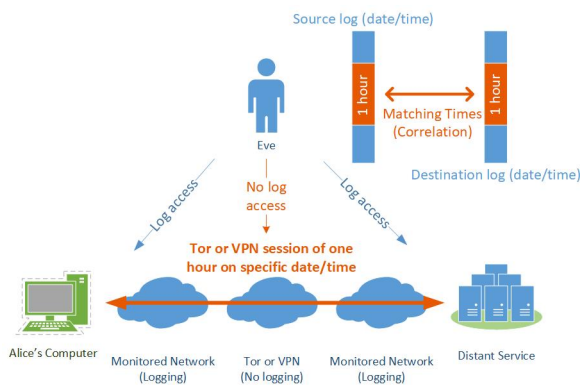 Source log (date/time)
1 hour
1 hour
Matching Times
(Correlation)
Destination log (date/time)
Eve
Log access
No log
access
Log access
Tor or VPN session of one
hour on specific date/time
Alice's Computer
Monitored Network
(Logging)
Tor or VPN
(No logging)
Monitored Network
(Logging)
Distant Service